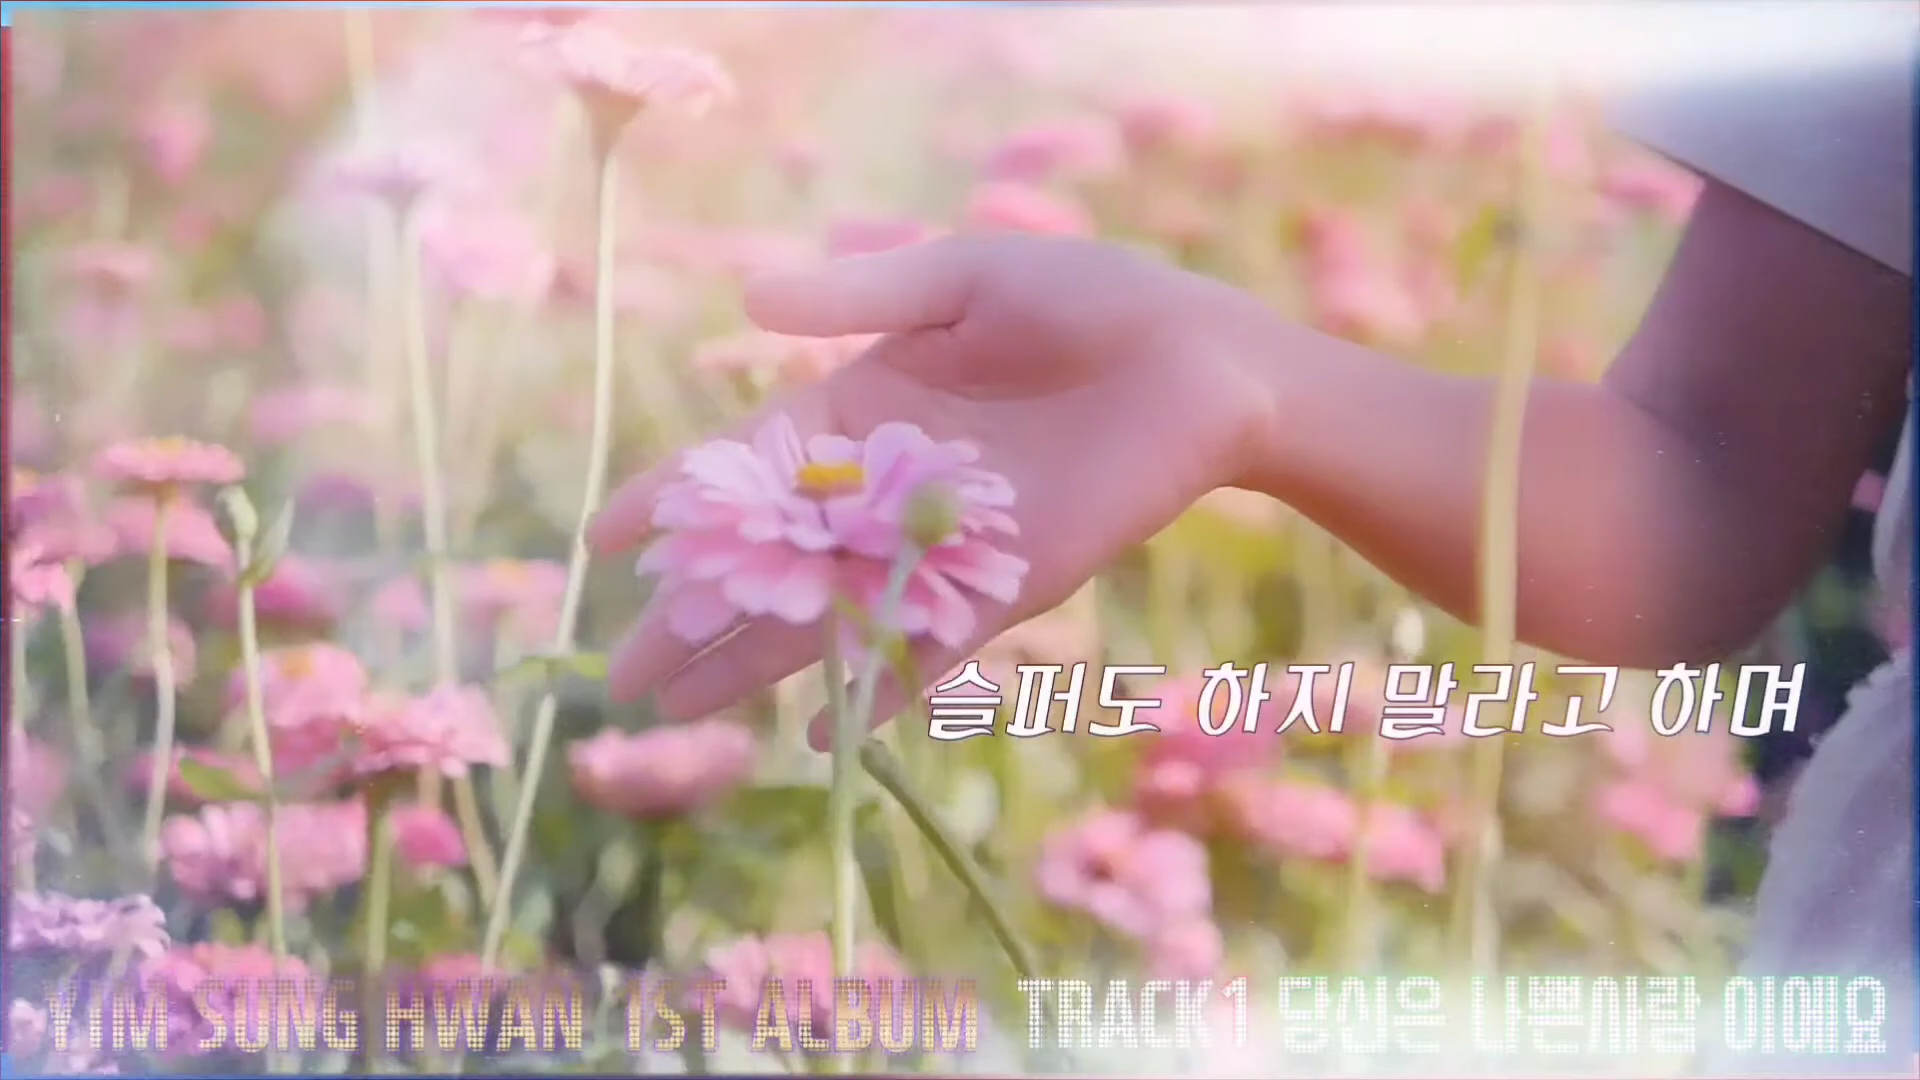 슬퍼도 하지 말라고 하며
YIM SUNG HWAN 1ST ALBUM TRACK1 당신은 나쁜사람 이에요